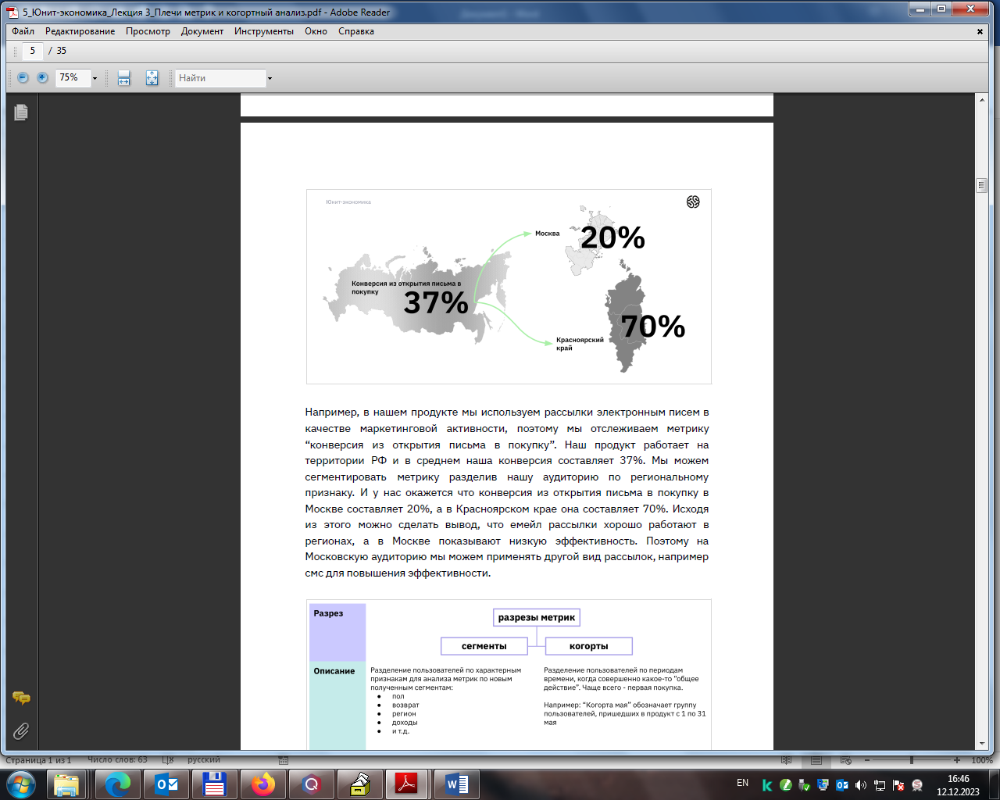 5_Юнит-экономика_Лекция 3_Плечи метрик и когортный анализ.pdf - Adobe Reader
Файл Редактирование Просмотр Документ Инструменты Окно Справка
5 / 35
75% Найти
Юнит-экономика
Москва
20%
Конверсия из открытия письма в
покупку
37%
70%
Красноярский
край
Например, в нашем продукте мы используем рассылки электронным писем в
качестве маркетинговой активности, поэтому мы отслеживаем метрику
“конверсия из открытия письма в покупку”. Наш продукт работает на
территории РФ и в среднем наша конверсия составляет 37%. Мы можем
сегментировать метрику разделив нашу аудиторию по региональному
признаку. И у нас окажется что конверсия из открытия письма в покупку в
Москве составляет 20%, а в Красноярском крае она составляет 70%. Исходя
из этого можно сделать вывод, что емейл рассылки хорошо работают в
регионах, а в Москве показывают низкую эффективность. Поэтому на
Московскую аудиторию мы можем применять другой вид рассылок, например
смс для повышения эффективности.
Разрез
разрезы метрик
сегменты
когорты
Описание
Разделение пользователей по характерным
признакам для анализа метрик по новым
полученным сегментам:
● пол
● возврат
● регион
● доходы
● и т.д.
Разделение пользователей по периодам
времени, когда совершенно какое-то “общее
действие”. Чаще всего - первая покупка.
Например: “Когорта мая” обозначает группу
пользователей, пришедших в продукт с 1 по 31
мая
Страница 1 из 1 Число слов: 63 русский 100%
EN
16:46
12.12.2023